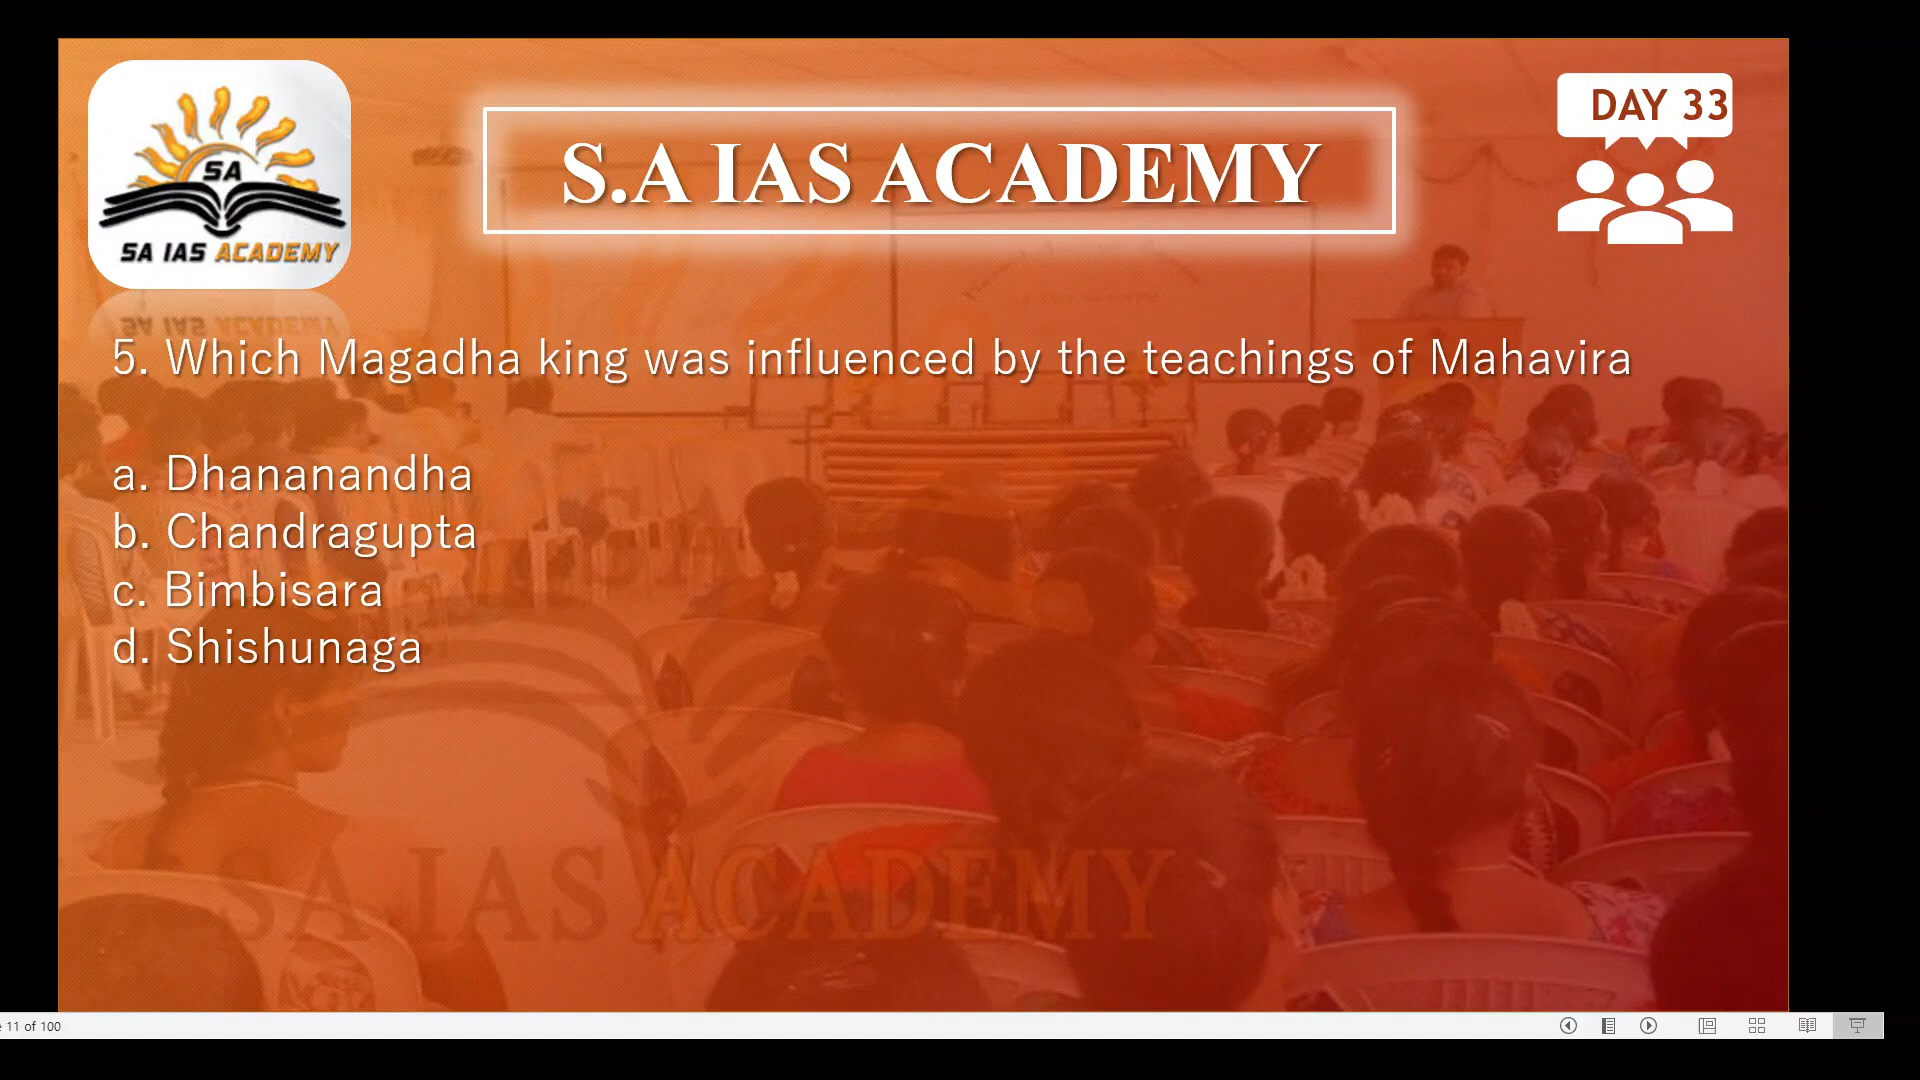 DAY 33
S.A IAS ACADEMY
SA
SA IAS ACADEMY
5. Which Magadha king was influenced by the teachings of Mahavira
a. Dhananandha
b. Chandragupta
c. Bimbisara
d. Shishunaga
SA IAS ACADEMY
11 of 100